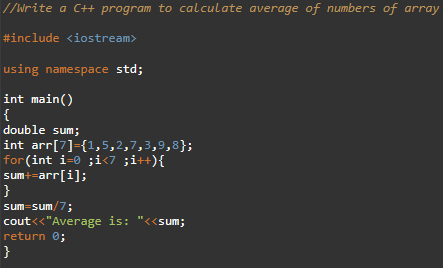 //Write a C++ program to calculate average of numbers of array
#include <iostream>
using namespace std;
int main()
{
double sum;
int arr[7]={1,5,2,7,3,9,8};
for(int i=0 ;i<7 ;i++){
sum+=arr[i];
}
sum=sum/7;
cout<<"Average is: "<<sum;
return 0;
}